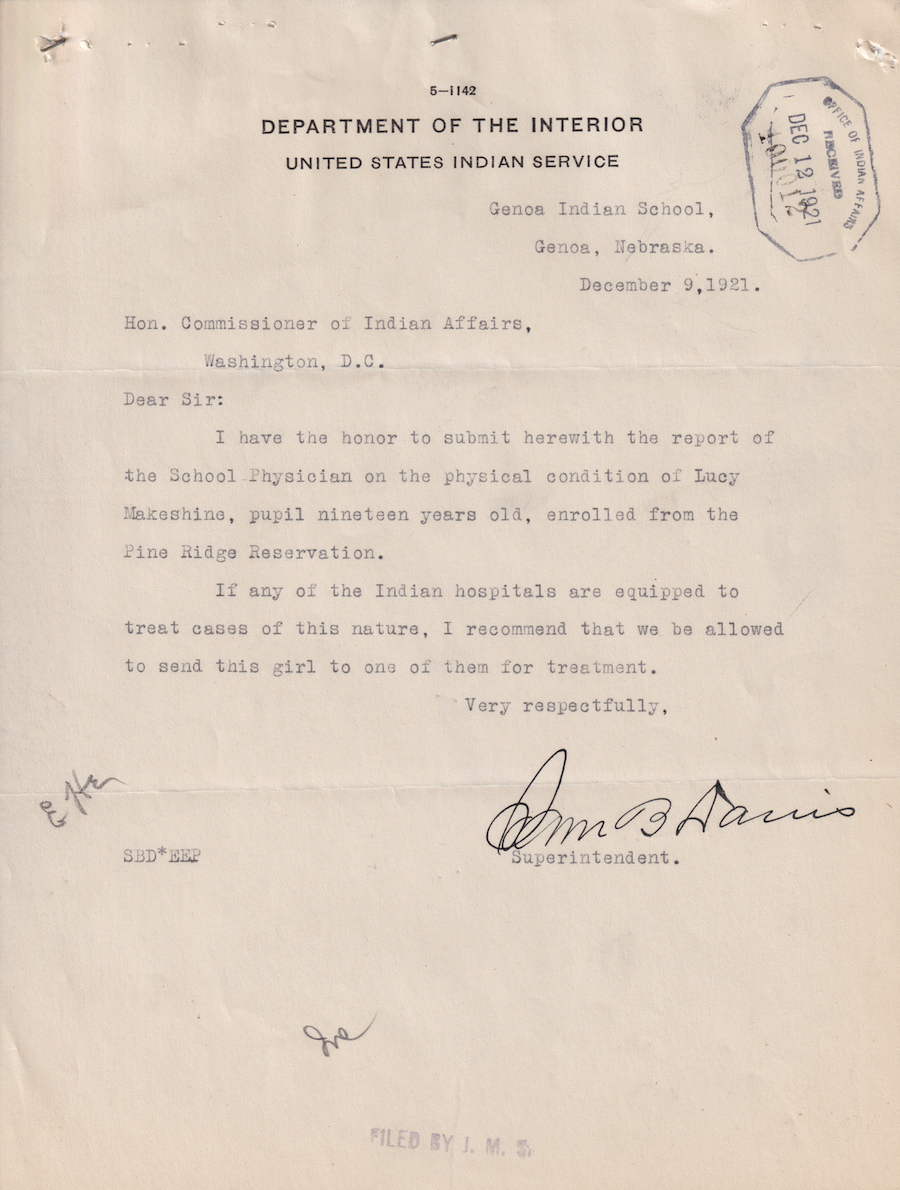 5—1142
DEPARTMENT OF THE INTERIOR
UNITED STATES INDIAN SERVICE
OFFICE OF INDIAN AFFAIRS
RECEIVED
DEC 12 1921
Genoa Indian School,
Genoa, Nebraska.
December 9,1921.
Hon. Commissioner of Indian Affairs,
Washington, D.C.
Dear Sir:
I have the honor to submit herewith the report of
the School Physician on the physical condition of Lucy
Makeshine, pupil nineteen years old, enrolled from the
Pine Ridge Reservation.
If any of the Indian hospitals are equipped to
treat cases of this nature, I recommend that we be allowed
to send this girl to one of them for treatment.
Very respectfully,
B Davis
SBD*EEP
Superintendent.
FILED BY J. M. S.